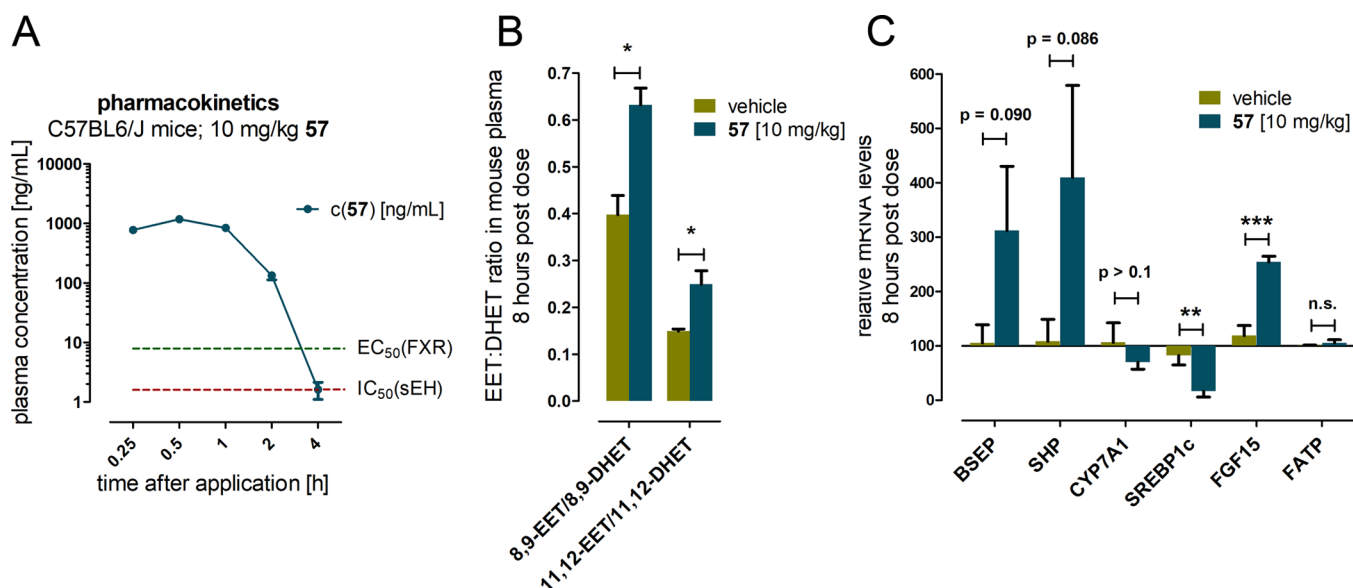 A
pharmacokinetics
C57BL6/J mice; 10 mg/kg 57
plasma concentration [ng/mL]
10000
1000
100
10
1
c(57) [ng/mL]
EC50(FXR)
IC50(sEH)
0.25
0.5
1
2
4
time after application [h]
B
EET:DHET ratio in mouse plasma
8 hours post dose
0.7
0.6
0.5
0.4
0.3
0.2
0.1
0.0
*
*
vehicle
57 [10 mg/kg]
8,9-EET/8,9-DHET
11,12-EET/11,12-DHET
C
relative mRNA levels
8 hours post dose
600
500
400
300
200
100
0
p = 0.090
p = 0.086
p > 0.1
**
***
n.s.
vehicle
57 [10 mg/kg]
BSEP
SHP
CYP7A1
SREBP1c
FGF15
FATP